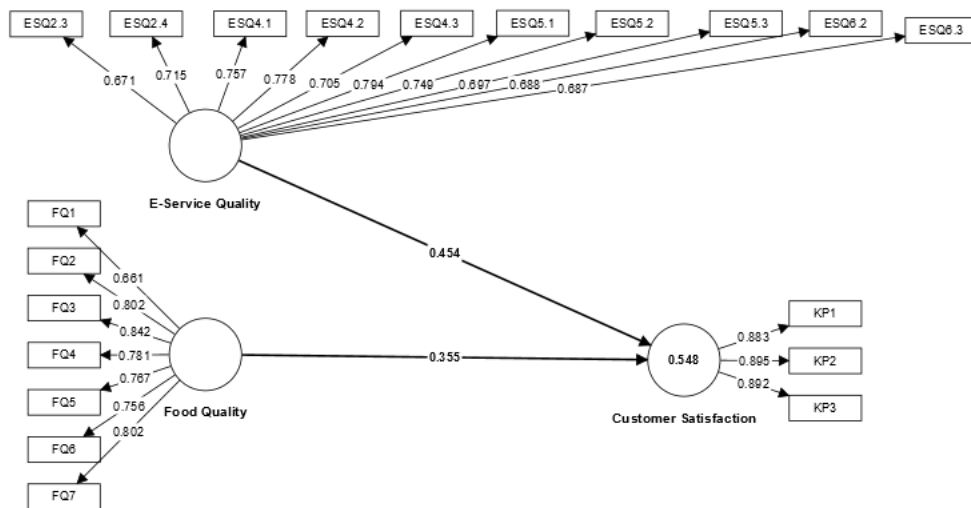 ESQ2.3 ESQ2.4 ESQ4.1 ESQ4.2 ESQ4.3 ESQ5.1 ESQ5.2 ESQ5.3 ESQ6.2 ESQ6.3
0.671 0.715 0.757 0.778 0.705 0.794 0.749 0.697 0.688 0.687
E-Service Quality
FQ1
FQ2
FQ3
FQ4
FQ5
FQ6
FQ7
0.661
0.802
0.842
0.781
0.767
0.756
0.802
Food Quality
0.454
0.355
0.548
Customer Satisfaction
0.883
0.895
0.892
KP1
KP2
KP3